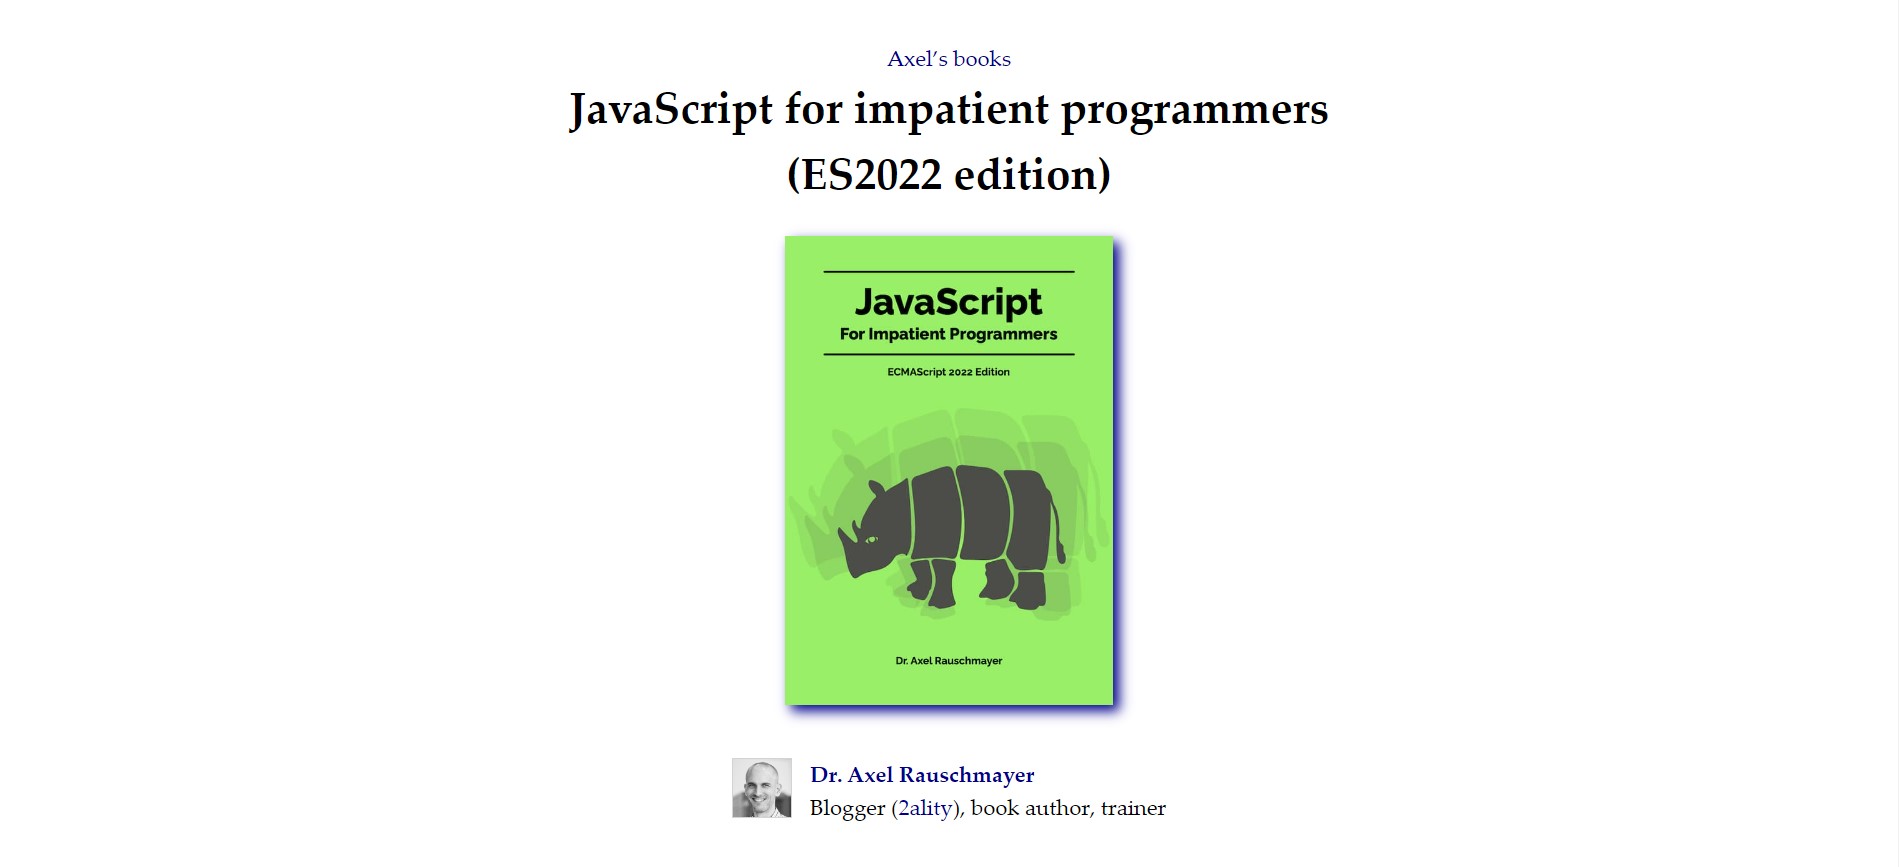 Axel’s books
JavaScript for impatient programmers
(ES2022 edition)
JavaScript
For Impatient Programmers
ECMAScript 2022 Edition
Dr. Axel Rauschmayer
Dr. Axel Rauschmayer
Blogger (2ality), book author, trainer